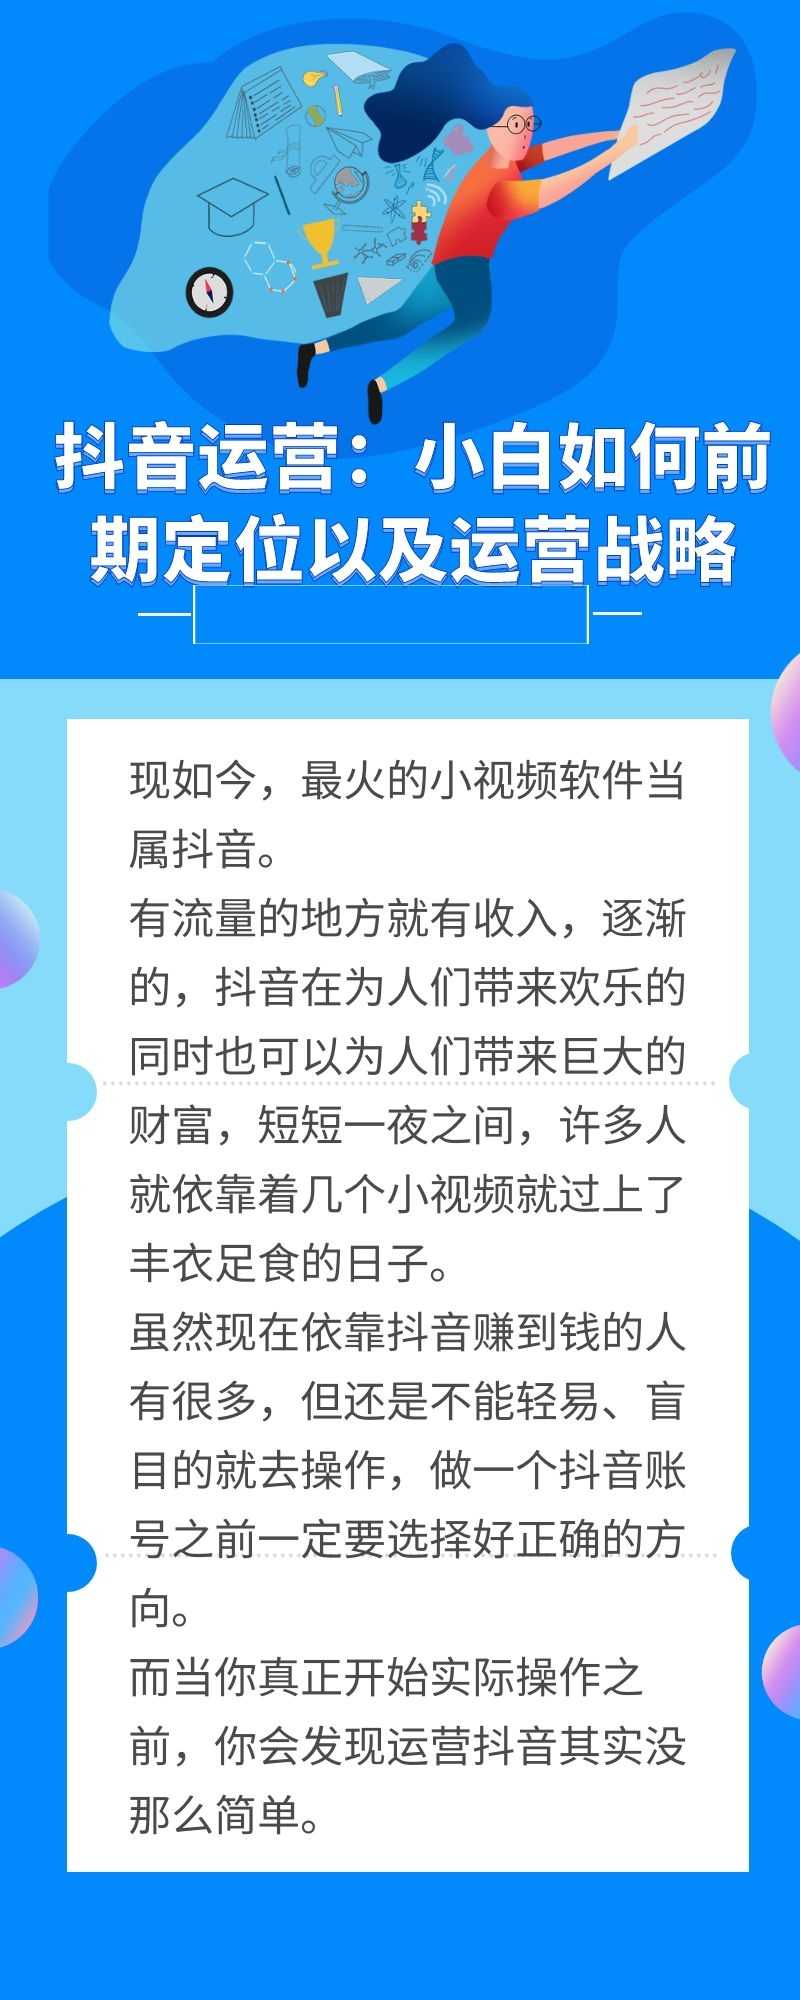 抖音运营：小白如何前
期定位以及运营战略
现如今，最火的小视频软件当
属抖音。
有流量的地方就有收入，逐渐
的，抖音在为人们带来欢乐的
同时也可以为人们带来巨大的
财富，短短一夜之间，许多人
就依靠着几个小视频就过上了
丰衣足食的日子。
虽然现在依靠抖音赚到钱的人
有很多，但还是不能轻易、盲
目的就去操作，做一个抖音账
号之前一定要选择好正确的方
向。
而当你真正开始实际操作之
前，你会发现运营抖音其实没
那么简单。